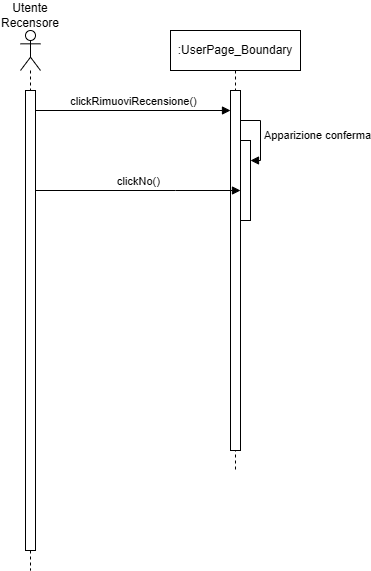 Utente
Recensore
:UserPage_Boundary
clickRimuoviRecensione()
Apparizione conferma
clickNo()